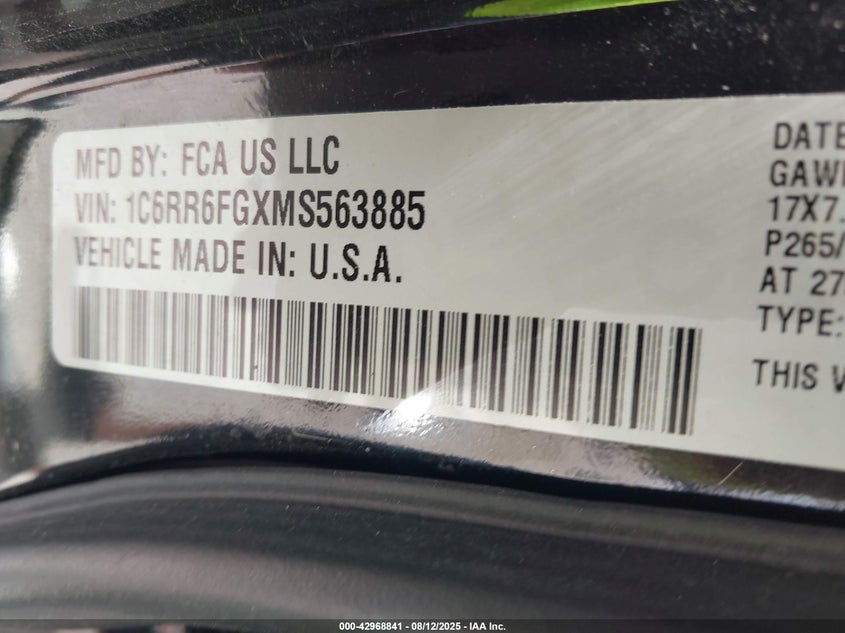 MFD BY: FCA US LLC
VIN: 1C6RR6FGXMS563885
VEHICLE MADE IN: U.S.A.
DATE
GAW
17X7.
P265/
AT 27
TYPE:
THIS V
000-42968841 - 08/12/2025 - IAA Inc.